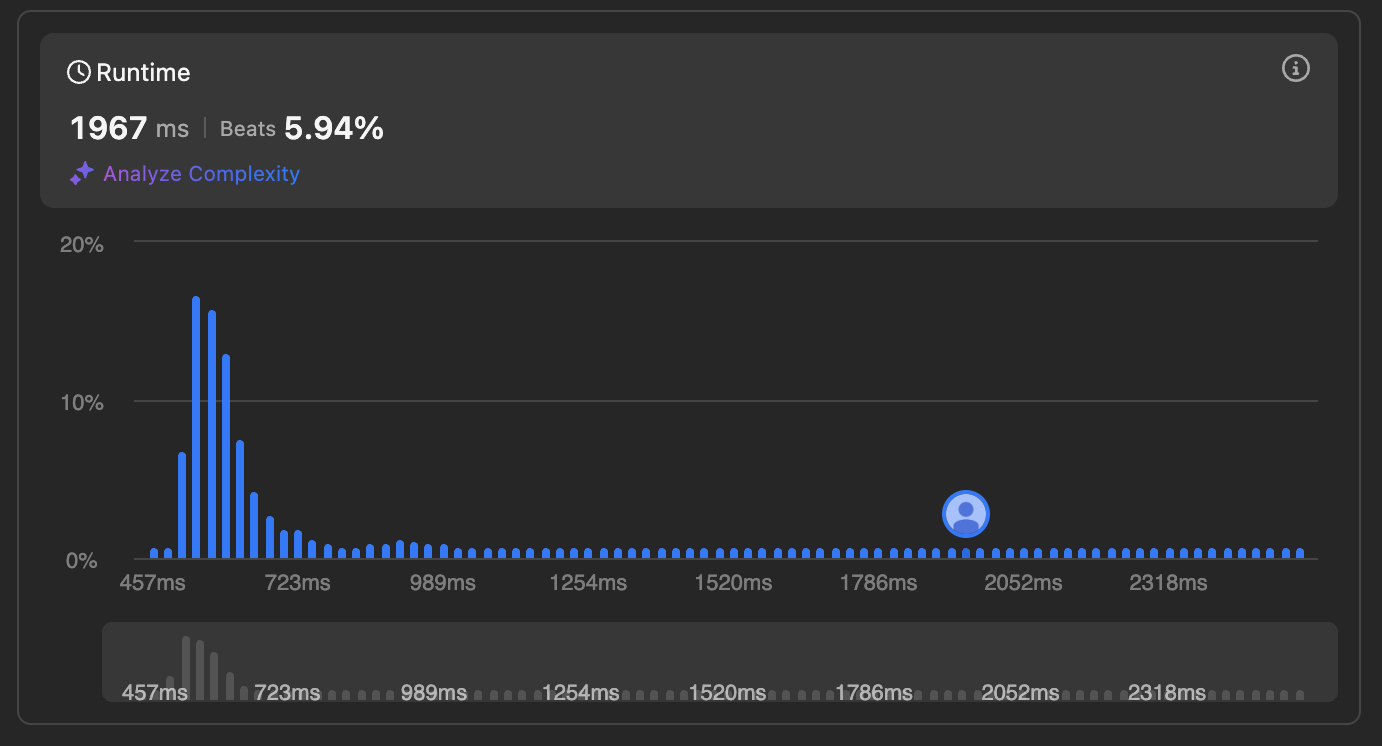 Runtime
1967 ms | Beats 5.94%
Analyze Complexity
20%
10%
0%
457ms 723ms 989ms 1254ms 1520ms 1786ms 2052ms 2318ms
457ms 723ms 989ms 1254ms 1520ms 1786ms 2052ms 2318ms